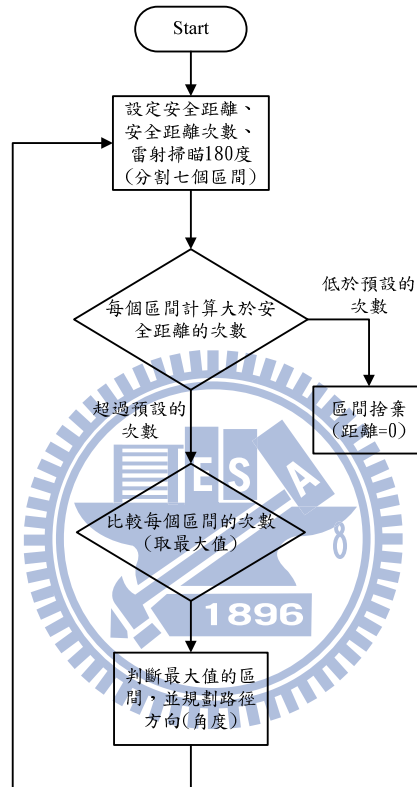 Start
設定安全距離、
安全距離次數、
雷射掃瞄180度
(分割七個區間)
每個區間計算大於安
全距離的次數
低於預設的
次數
區間捨棄
(距離=0)
超過預設的
次數
ES
A
比較每個區間的次數
(取最大值)
8
1896
判斷最大值的區
間，並規劃路徑
方向(角度)